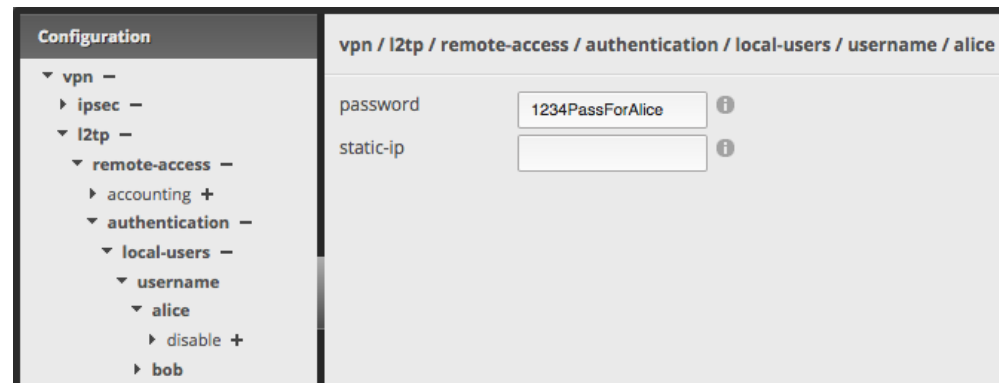 Configuration
vpn / l2tp / remote-access / authentication / local-users / username / alice
vpn −
ipsec −
l2tp −
remote-access −
accounting +
authentication −
local-users −
username
alice
disable +
bob
password 1234PassForAlice
static-ip